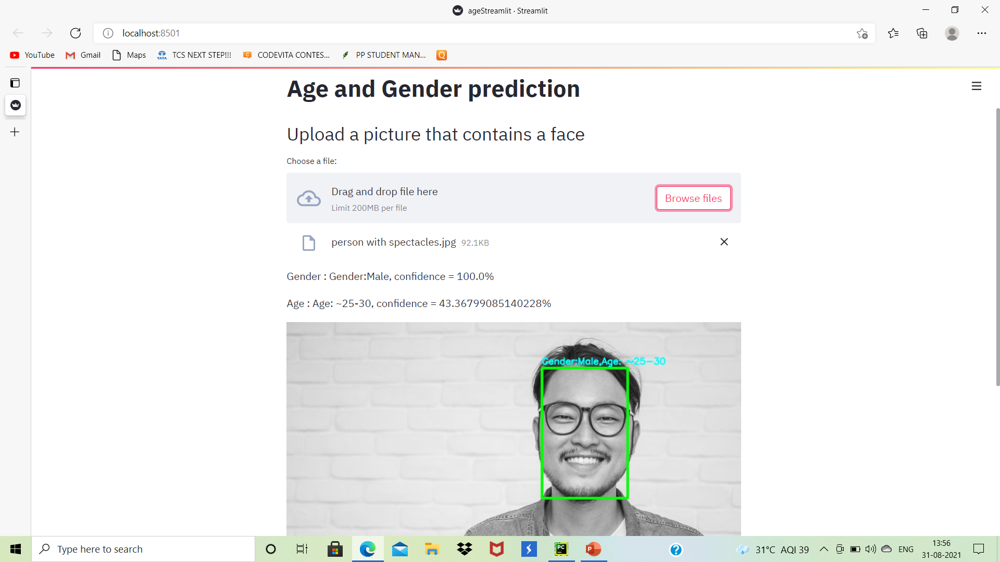 ageStreamlit · Streamlit
localhost:8501
YouTube Gmail Maps TATA TCS NEXT STEP!!! CODEVITA CONTES... PP STUDENT MAN... Q
Age and Gender prediction
Upload a picture that contains a face
Choose a file:
Drag and drop file here
Limit 200MB per file
Browse files
person with spectacles.jpg 92.1KB
Gender : Gender:Male, confidence = 100.0%
Age : Age: ~25-30, confidence = 43.36799085140228%
Gender:Male,Age: ~25-30
Type here to search
PC
P
?
31°C AQI 39
ENG
13:56
31-08-2021